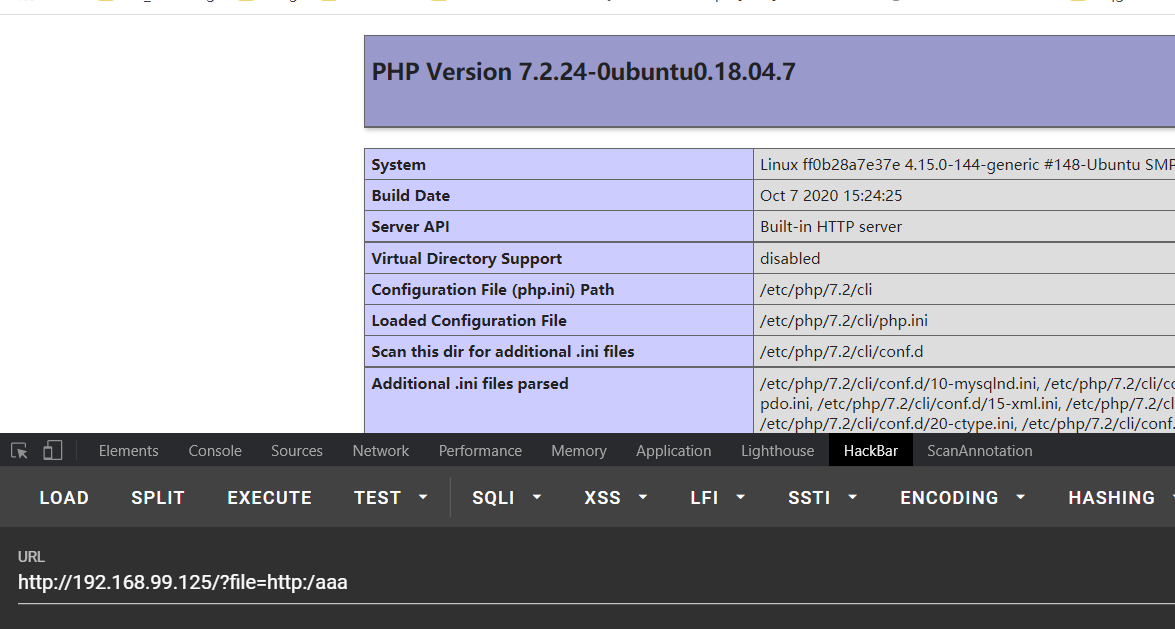 PHP Version 7.2.24-0ubuntu0.18.04.7
System Linux ff0b28a7e37e 4.15.0-144-generic #148-Ubuntu SMP
Build Date Oct 7 2020 15:24:25
Server API Built-in HTTP server
Virtual Directory Support disabled
Configuration File (php.ini) Path /etc/php/7.2/cli
Loaded Configuration File /etc/php/7.2/cli/php.ini
Scan this dir for additional .ini files /etc/php/7.2/cli/conf.d
Additional .ini files parsed /etc/php/7.2/cli/conf.d/10-mysqlnd.ini, /etc/php/7.2/cli/co
pdo.ini, /etc/php/7.2/cli/conf.d/15-xml.ini, /etc/php/7.2/cl
/etc/php/7.2/cli/conf.d/20-ctype.ini, /etc/php/7.2/cli/conf.
Elements Console Sources Network Performance Memory Application Lighthouse HackBar ScanAnnotation
LOAD SPLIT EXECUTE TEST SQLI XSS LFI SSTI ENCODING HASHING
URL
http://192.168.99.125/?file=http:/aaa